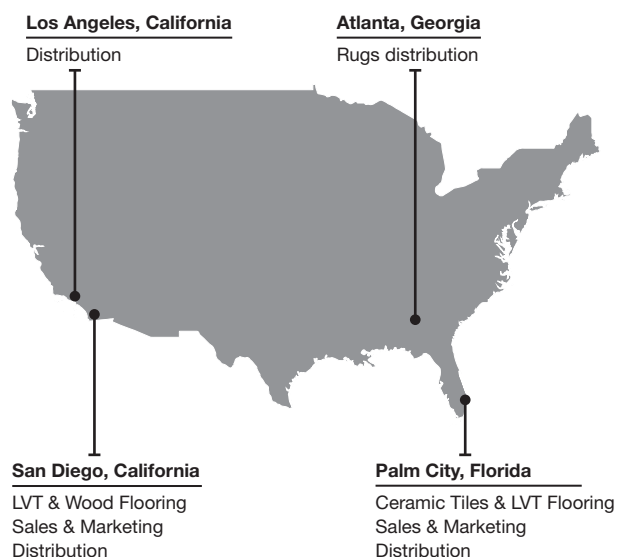 Los Angeles, California
Distribution
Atlanta, Georgia
Rugs distribution
San Diego, California
LVT & Wood Flooring
Sales & Marketing
Distribution
Palm City, Florida
Ceramic Tiles & LVT Flooring
Sales & Marketing
Distribution